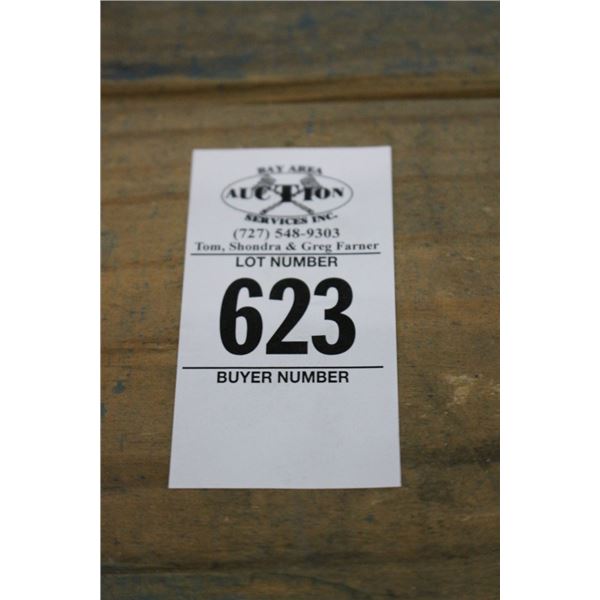 BAY AREA
AUCTION
SERVICES INC.
(727) 548-9303
Tom, Shondra & Greg Farner
LOT NUMBER
623
BUYER NUMBER